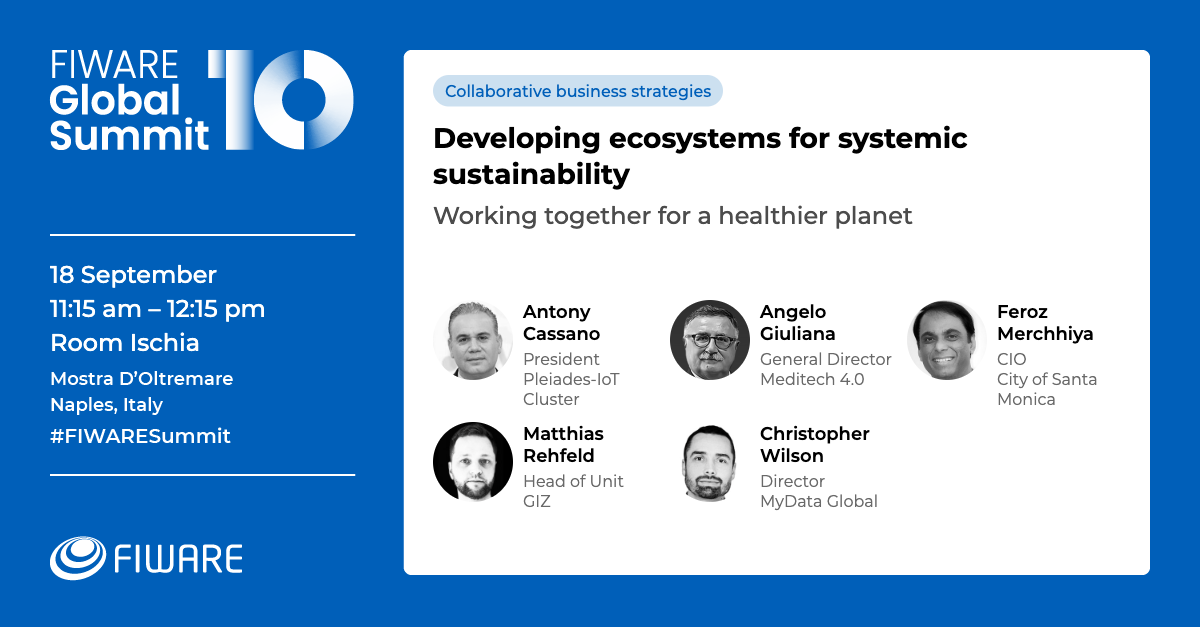 FIWARE
Global
Summit
10
18 September
11:15 am – 12:15 pm
Room Ischia
Mostra D’Oltremare
Naples, Italy
#FIWARESummit
FIWARE
Collaborative business strategies
Developing ecosystems for systemic
sustainability
Working together for a healthier planet
Antony
Cassano
President
Pleiades-IoT
Cluster
Angelo
Giuliana
General Director
Meditech 4.0
Feroz
Merchhiya
CIO
City of Santa
Monica
Matthias
Rehfeld
Head of Unit
GIZ
Christopher
Wilson
Director
MyData Global